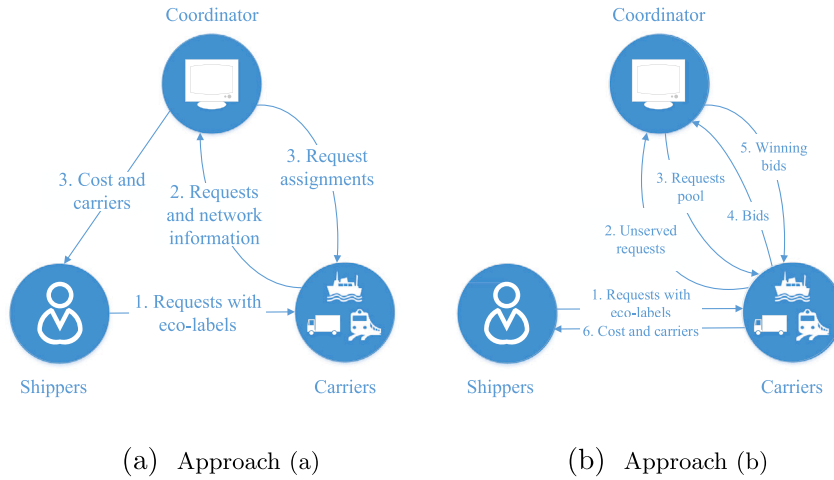 Coordinator
3. Cost and
carriers
2. Requests
and network
information
3. Request
assignments
1. Requests with
eco-labels
Shippers
Carriers
(a) Approach (a)
Coordinator
5. Winning
bids
3. Requests
pool
4. Bids
2. Unserved
requests
1. Requests with
eco-labels
6. Cost and carriers
Shippers
Carriers
(b) Approach (b)